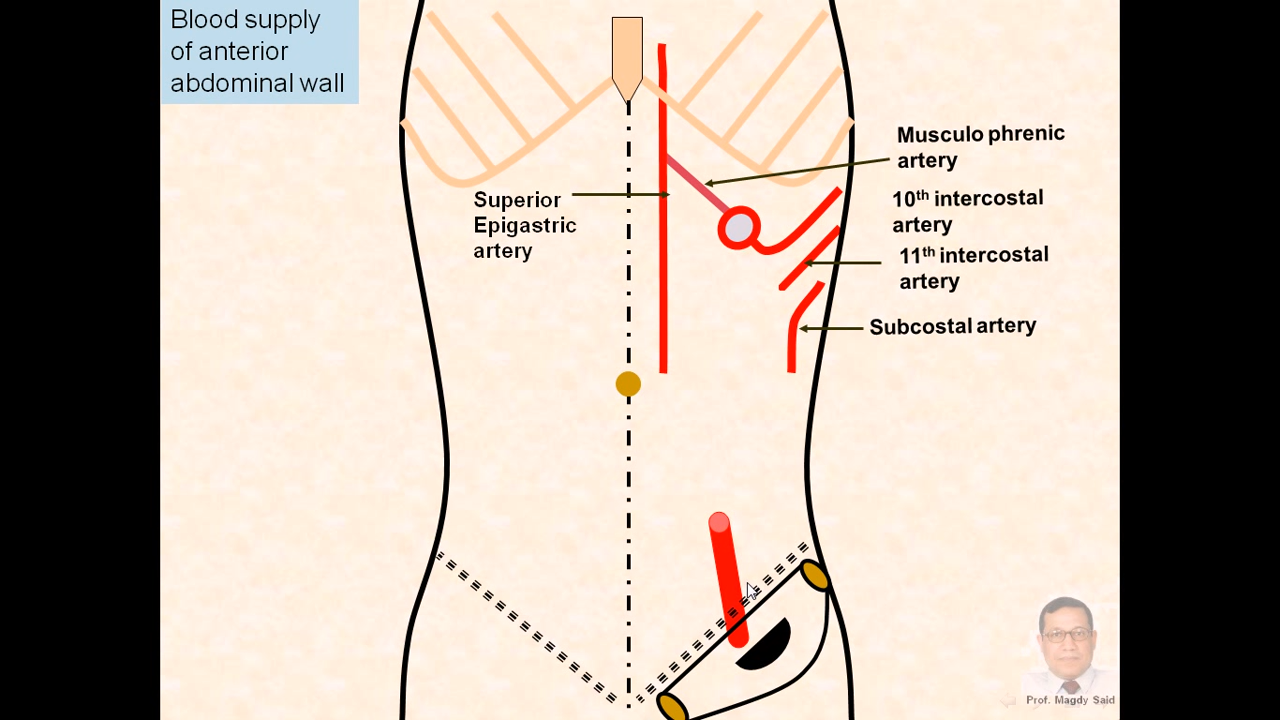 Blood supply
of anterior
abdominal wall
Musculo phrenic
artery
Superior
Epigastric
artery
10th intercostal
artery
11th intercostal
artery
Subcostal artery
Prof. Magdy Said